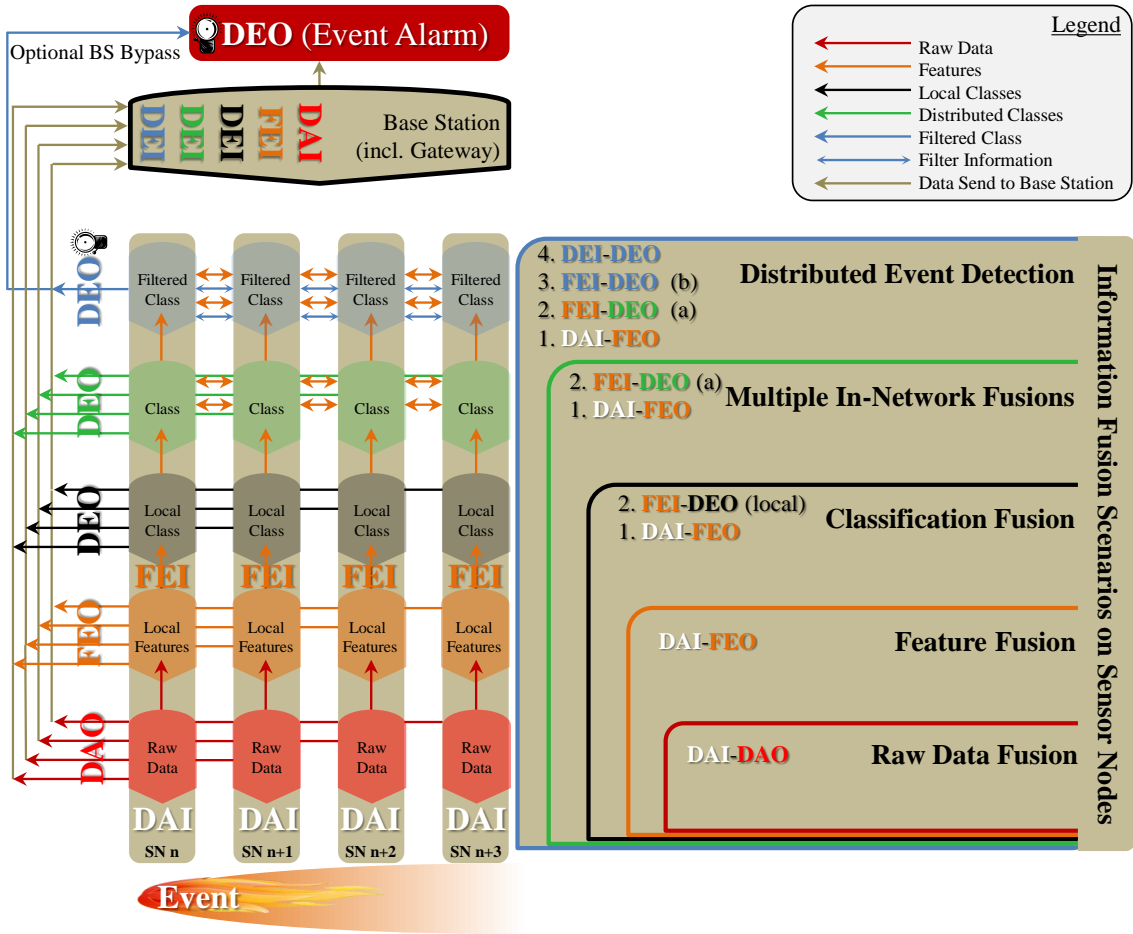 DEO (Event Alarm)
Optional BS Bypass
DEI
DEI
DEI
FEI
DAI
Base Station
(incl. Gateway)
Legend
Raw Data
Features
Local Classes
Distributed Classes
Filtered Class
Filter Information
Data Send to Base Station
DEO
Filtered
Class
Filtered
Class
Filtered
Class
Filtered
Class
DEO
Class
Class
Class
Class
DEO
Local
Class
Local
Class
Local
Class
Local
Class
FEI
FEI
FEI
FEI
FEO
Local
Features
Local
Features
Local
Features
Local
Features
DAO
Raw
Data
Raw
Data
Raw
Data
Raw
Data
DAI
DAI
DAI
DAI
SN n
SN n+1
SN n+2
SN n+3
Event
4. DEI-DEO
3. FEI-DEO (b)
2. FEI-DEO (a)
1. DAI-FEO
Distributed Event Detection
2. FEI-DEO (a)
1. DAI-FEO
Multiple In-Network Fusions
2. FEI-DEO (local)
1. DAI-FEO
Classification Fusion
DAI-FEO
Feature Fusion
DAI-DAO
Raw Data Fusion
Information Fusion Scenarios on Sensor Nodes